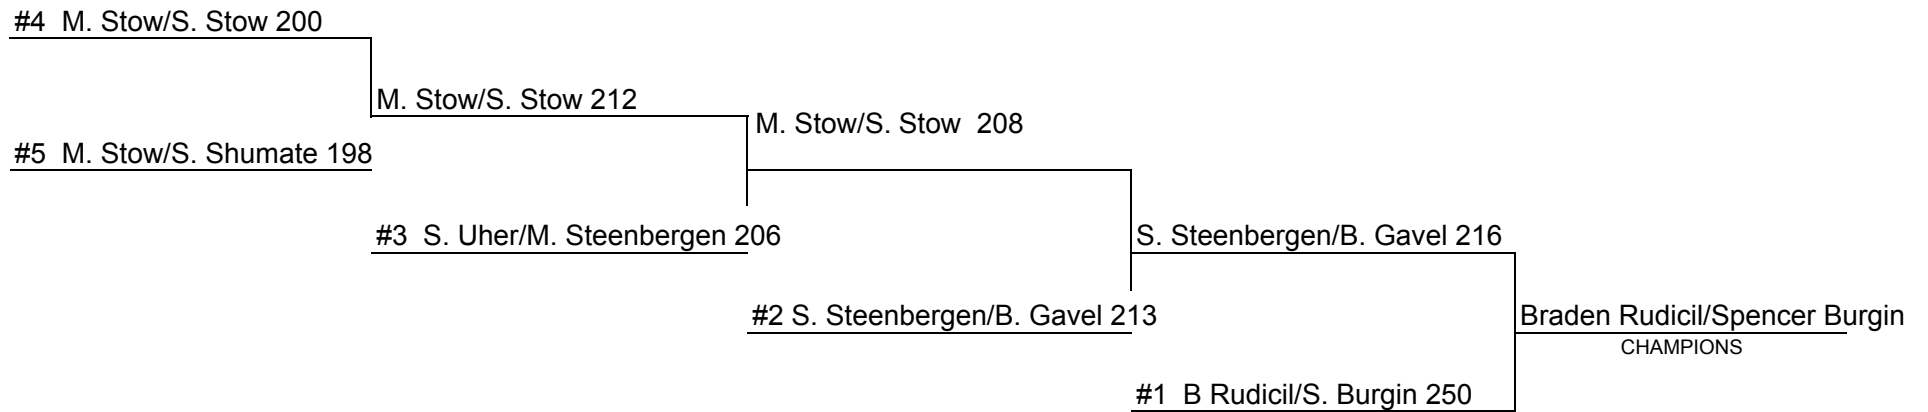 #4  M. Stow/S. Stow 200
M. Stow/S. Stow 212
M. Stow/S. Stow  208
#5  M. Stow/S. Shumate 198
#3  S. Uher/M. Steenbergen 206
S. Steenbergen/B. Gavel 216
#2 S. Steenbergen/B. Gavel 213
Braden Rudicil/Spencer Burgin
CHAMPIONS
#1  B Rudicil/S. Burgin 250